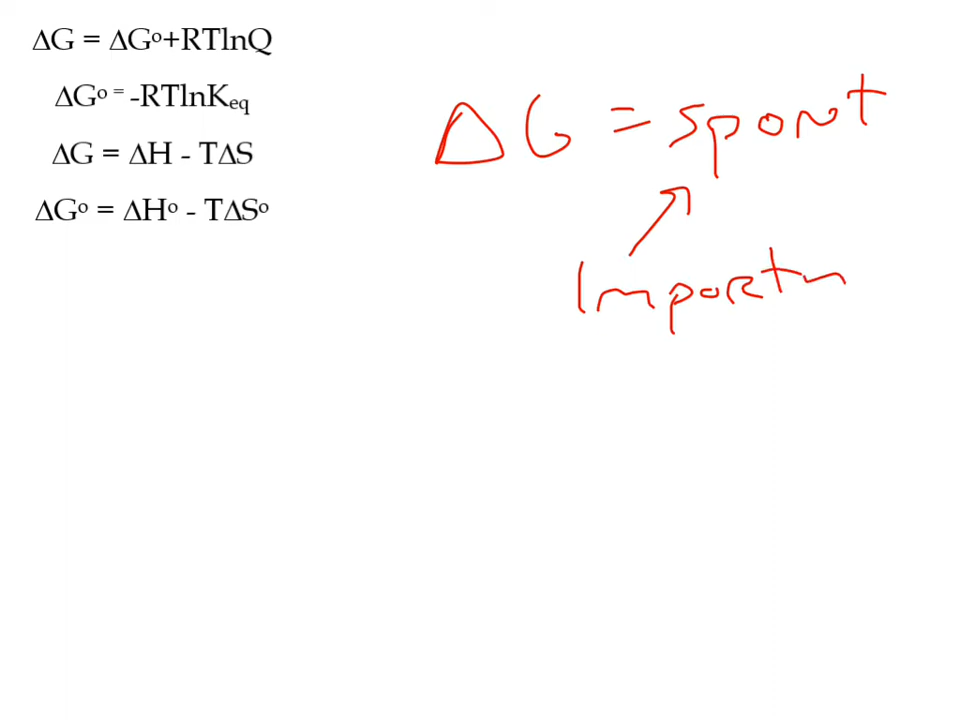 ΔG = ΔG°+RTlnQ
ΔG° = -RTlnKeq
ΔG = ΔH - TΔS
ΔG° = ΔH° - TΔS°
ΔG = spont
Importn